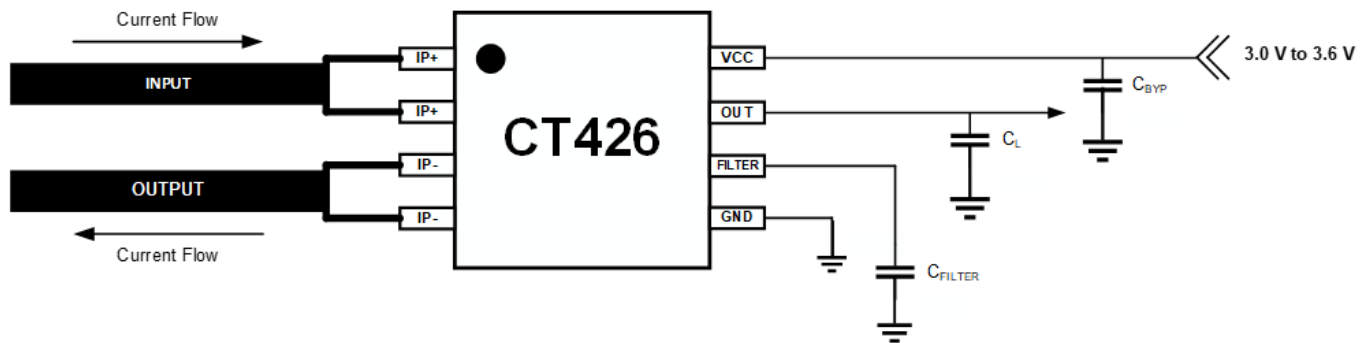 Current Flow
INPUT
OUTPUT
Current Flow
IP+
IP+
IP-
IP-
CT426
VCC
OUT
FILTER
GND
3.0 V to 3.6 V
CBYP
CL
CFILTER